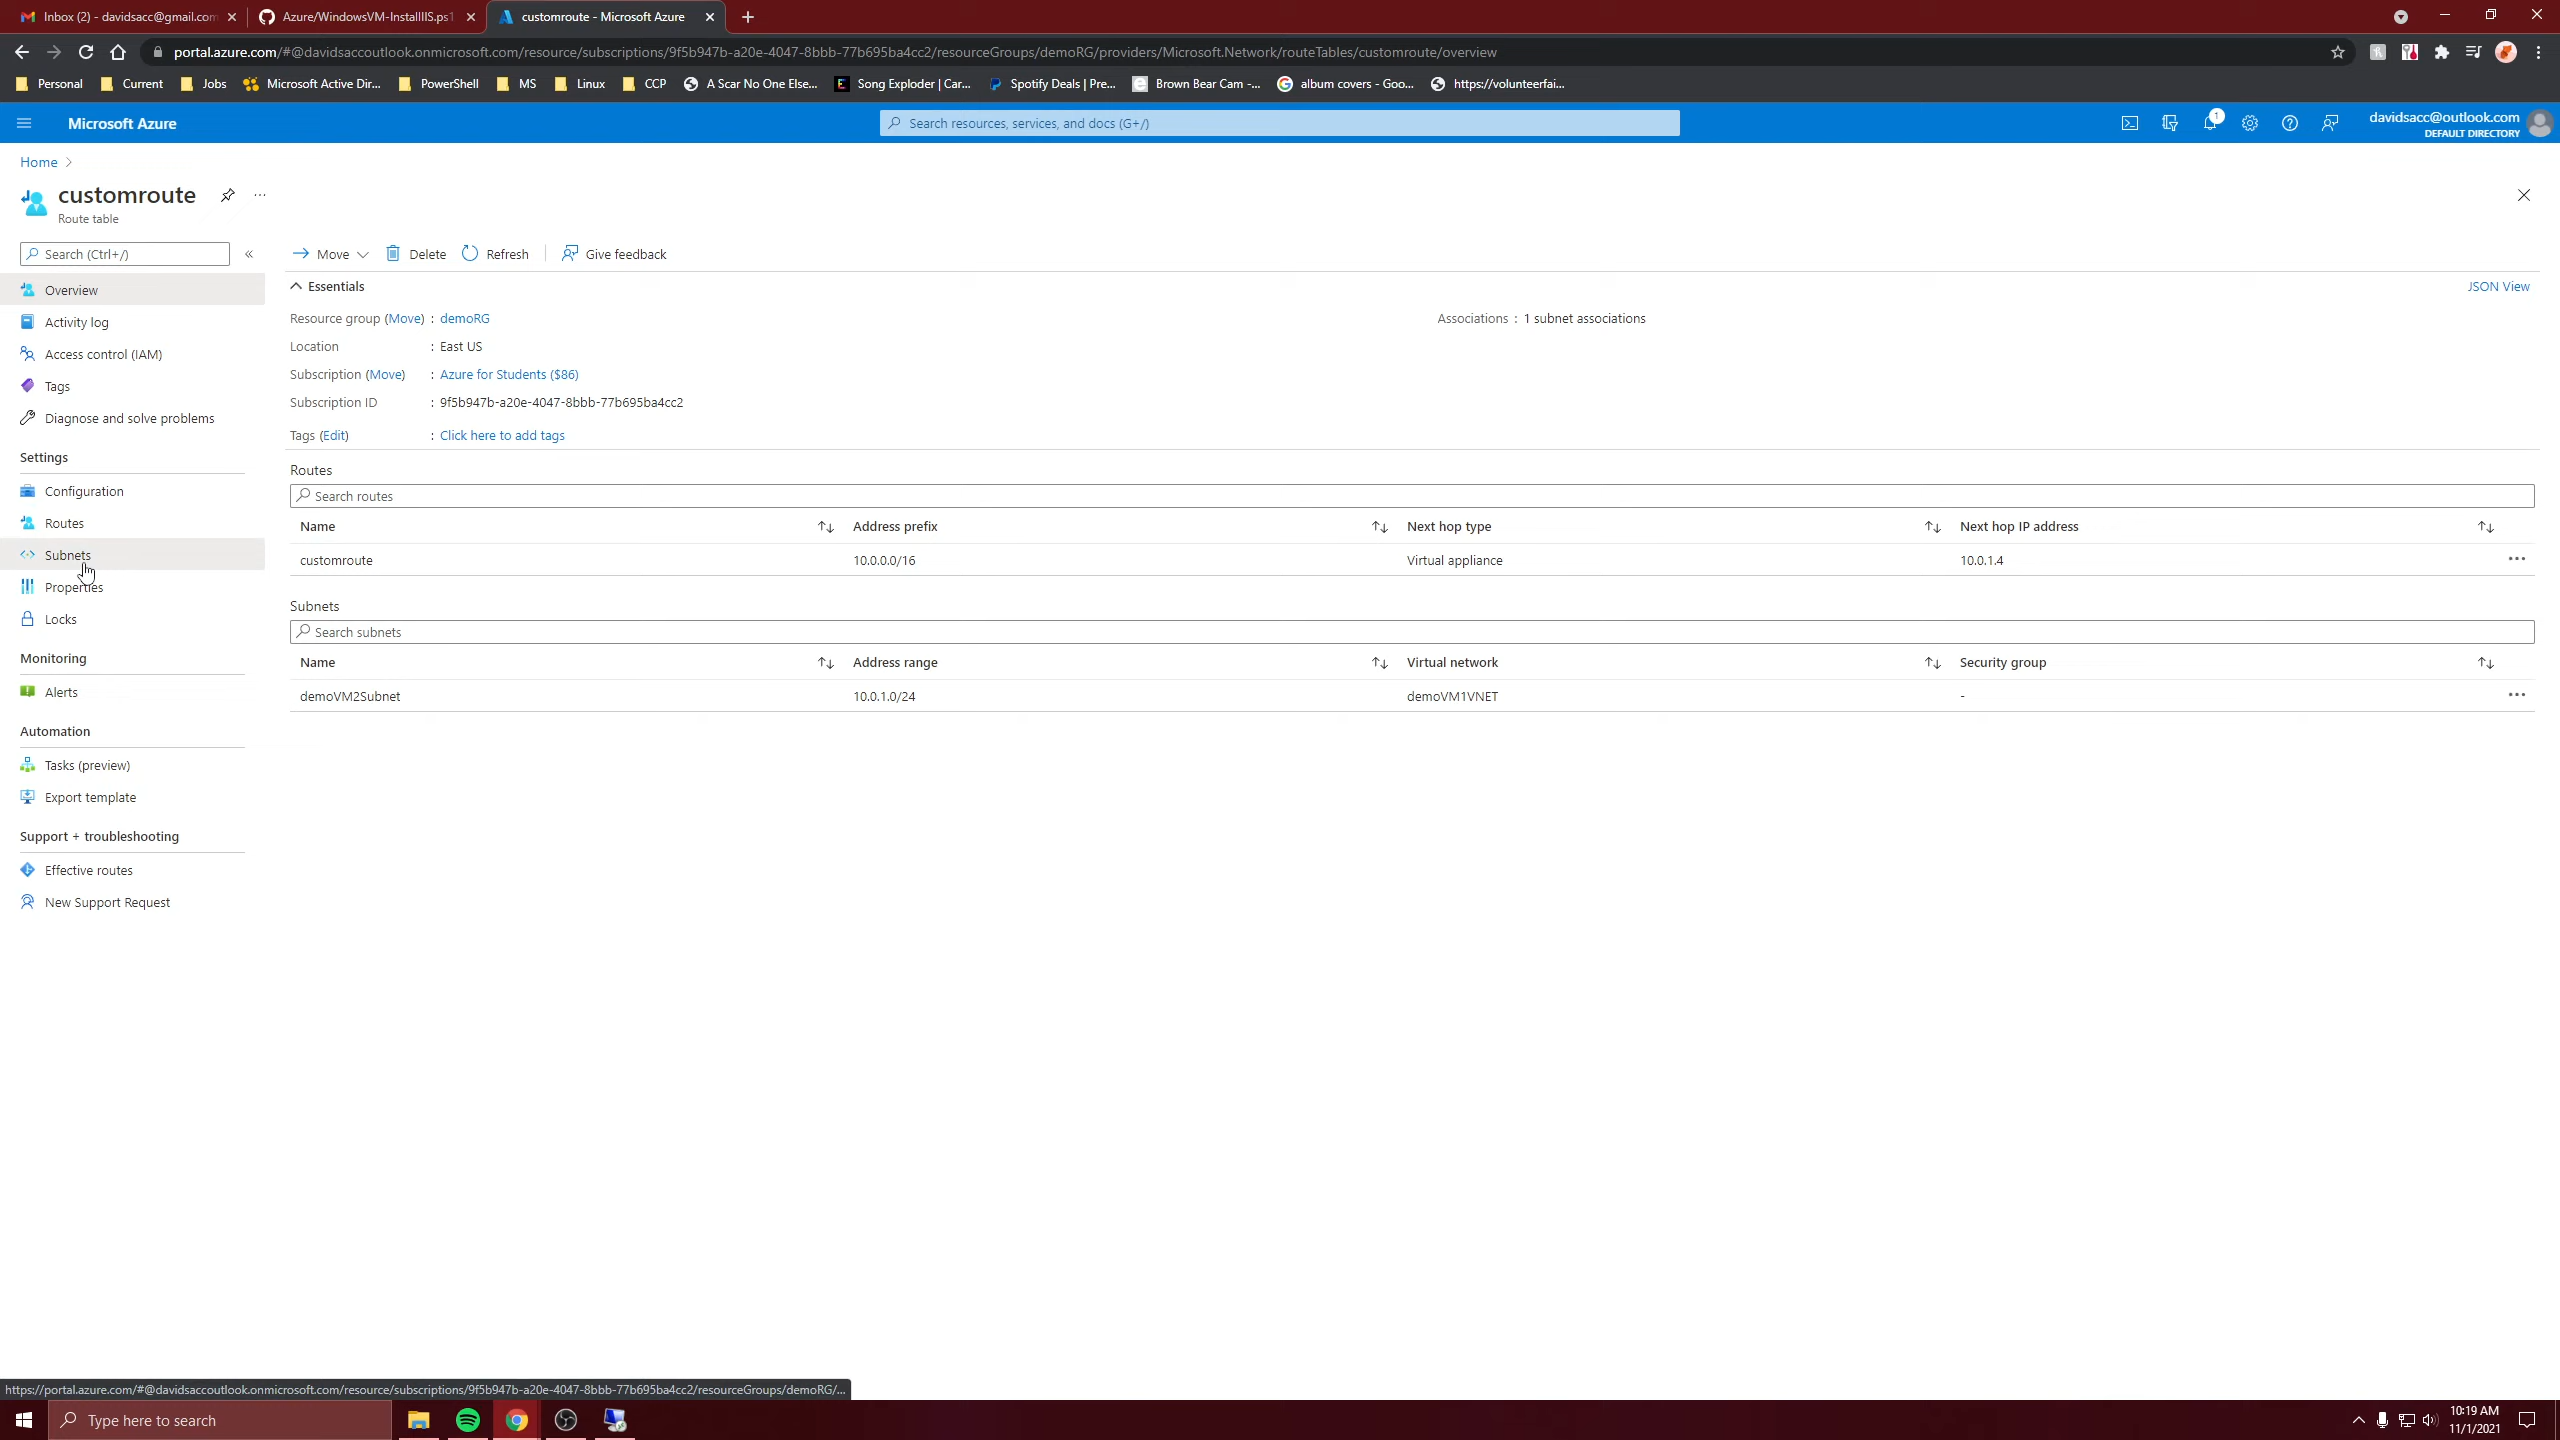 Inbox (2) - davidsacc@gmail.com
Azure/WindowsVM-InstallIIS.ps1
customroute - Microsoft Azure
portal.azure.com/#@davidsaccoutlook.onmicrosoft.com/resource/subscriptions/9f5b947b-a20e-4047-8bbb-77b695ba4cc2/resourceGroups/demoRG/providers/Microsoft.Network/routeTables/customroute/overview
Personal Current Jobs Microsoft Active Dir... PowerShell MS Linux CCP A Scar No One Else... Song Exploder | Car... Spotify Deals | Pre... Brown Bear Cam -... album covers - Goo... https://volunteerfai...
Microsoft Azure
Search resources, services, and docs (G+/)
1
davidsacc@outlook.com
DEFAULT DIRECTORY
Home
customroute
Route table
Search (Ctrl+/)
Overview
Activity log
Access control (IAM)
Tags
Diagnose and solve problems
Settings
Configuration
Routes
Subnets
Properties
Locks
Monitoring
Alerts
Automation
Tasks (preview)
Export template
Support + troubleshooting
Effective routes
New Support Request
Move Delete Refresh Give feedback
Essentials
JSON View
Resource group (Move) : demoRG
Associations : 1 subnet associations
Location : East US
Subscription (Move) : Azure for Students ($86)
Subscription ID : 9f5b947b-a20e-4047-8bbb-77b695ba4cc2
Tags (Edit) : Click here to add tags
Routes
Search routes
Name Address prefix Next hop type Next hop IP address
customroute 10.0.0.0/16 Virtual appliance 10.0.1.4
Subnets
Search subnets
Name Address range Virtual network Security group
demoVM2Subnet 10.0.1.0/24 demoVM1VNET -
https://portal.azure.com/#@davidsaccoutlook.onmicrosoft.com/resource/subscriptions/9f5b947b-a20e-4047-8bbb-77b695ba4cc2/resourceGroups/demoRG/...
Type here to search
10:19 AM
11/1/2021